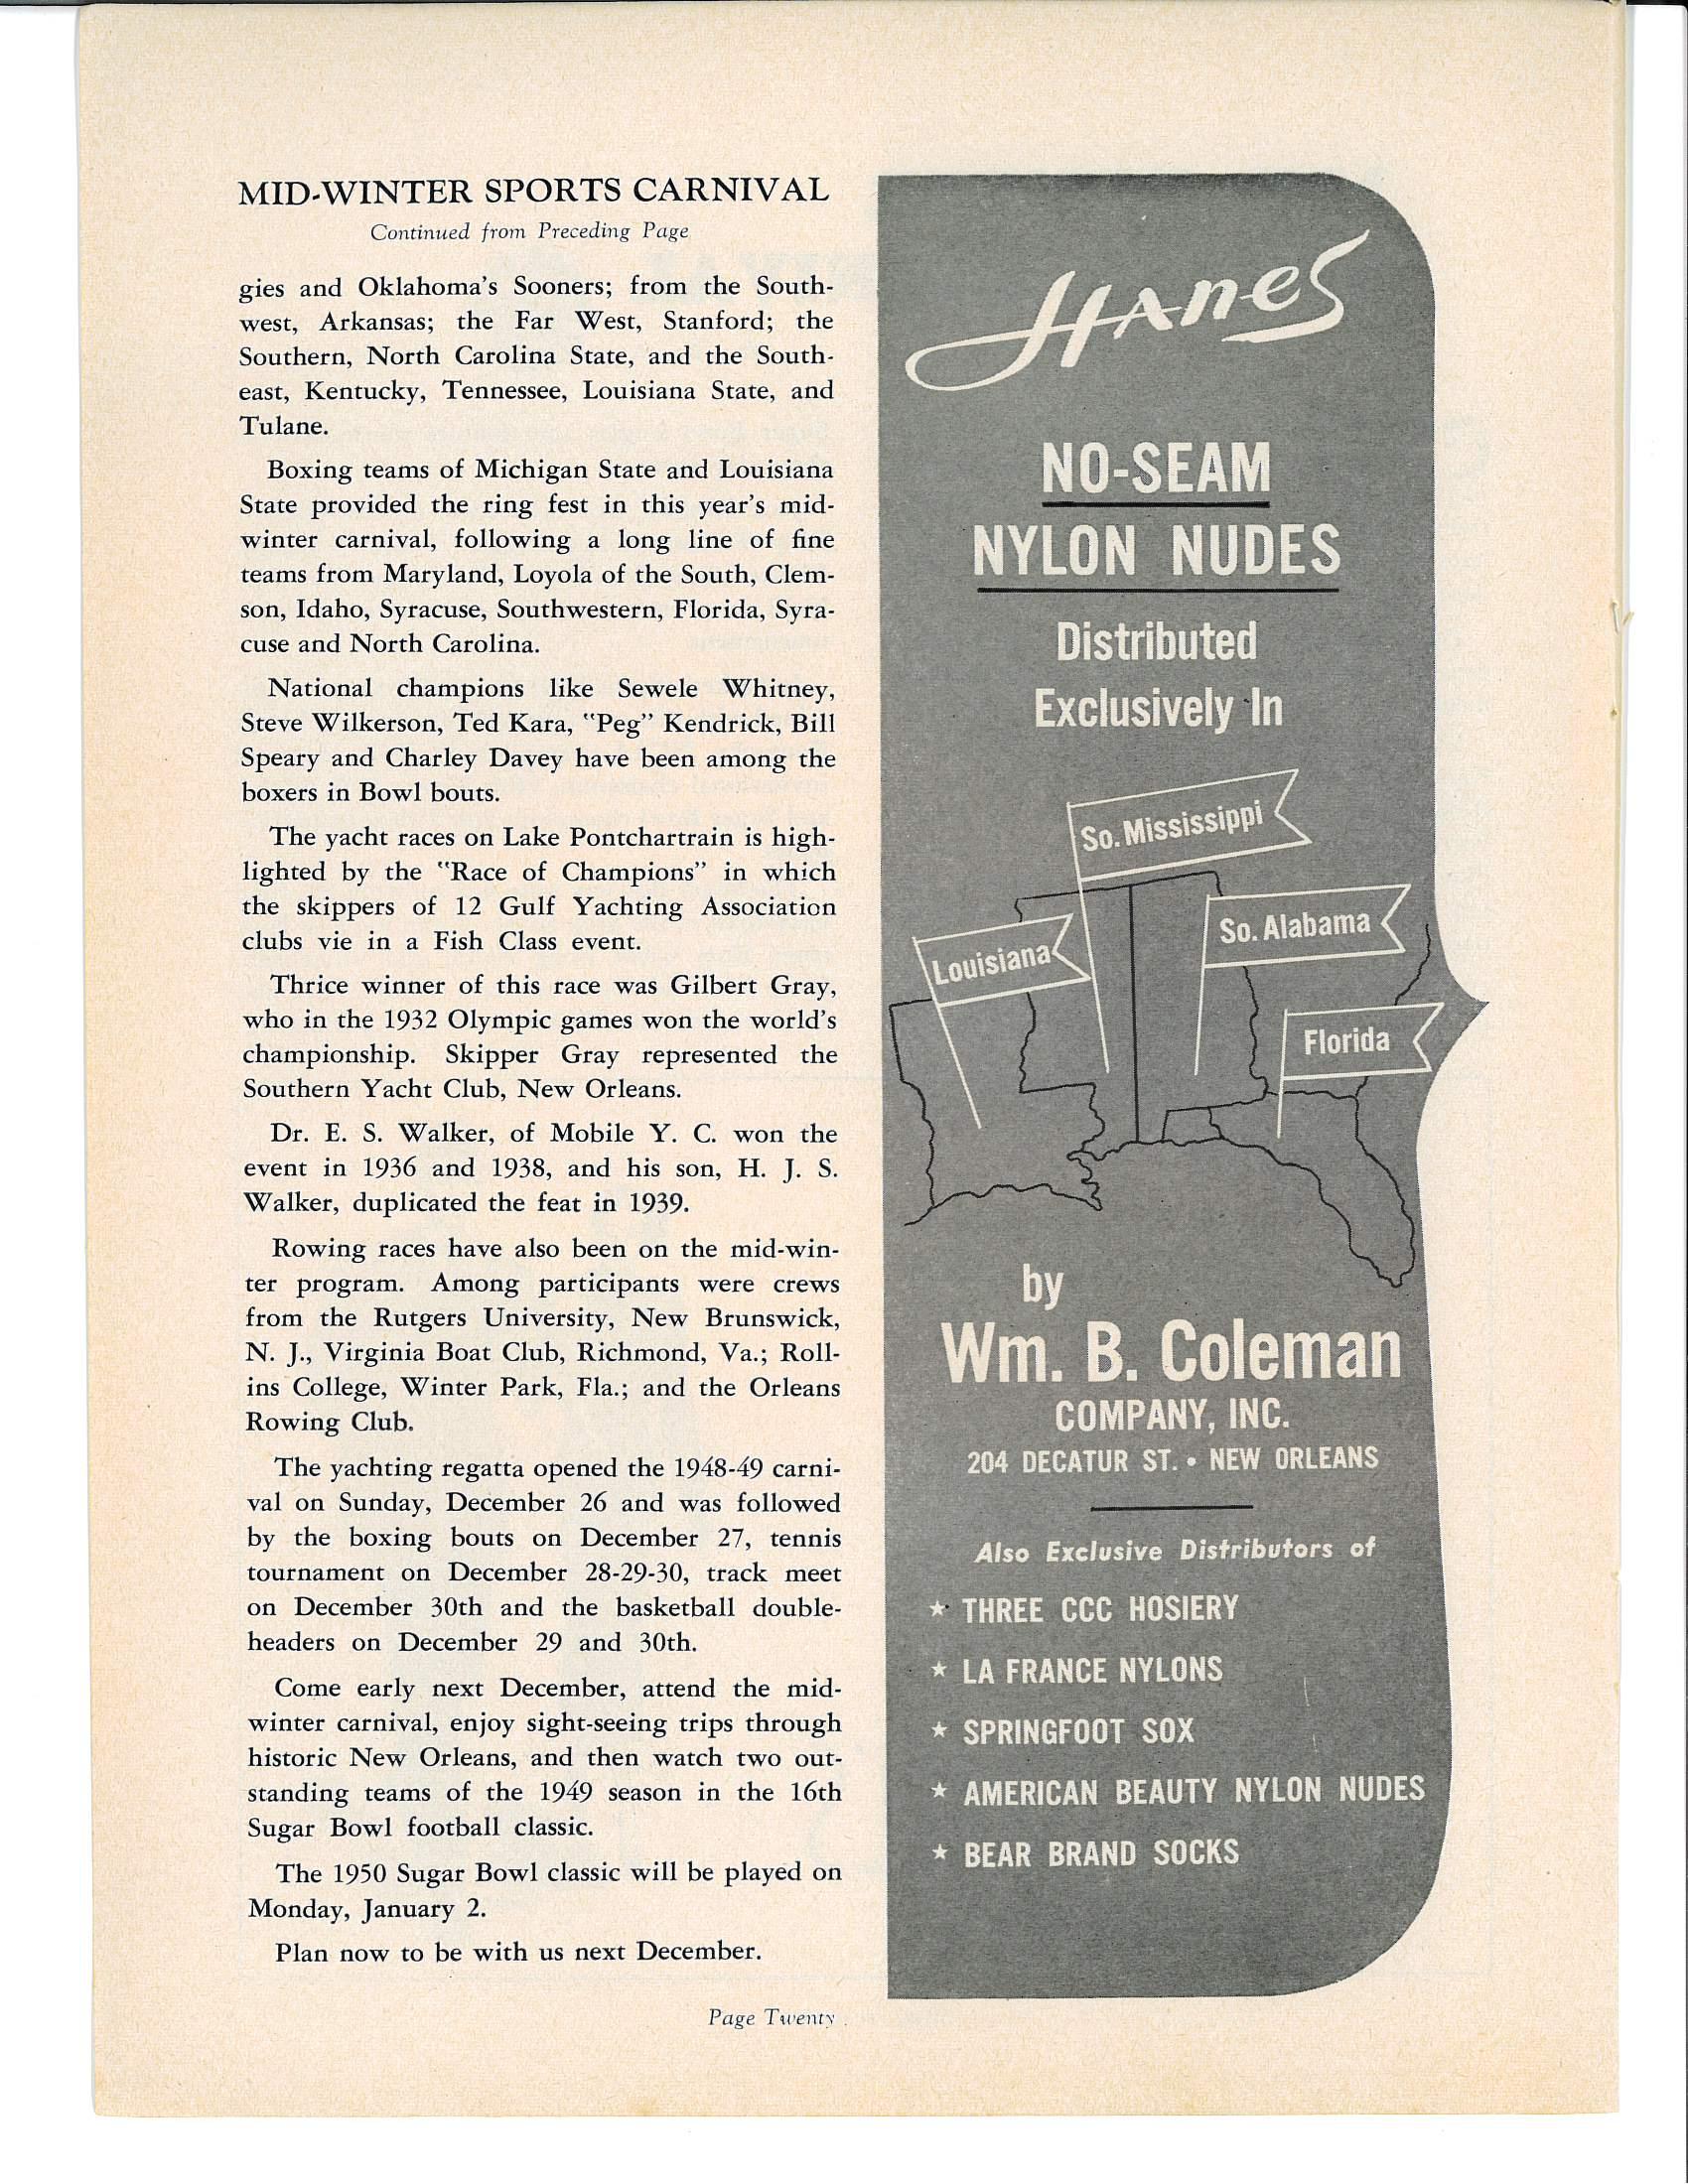 MID-WINTER SPORTS CARNIVAL
Continued from Preceding Page
gies and Oklahoma's Sooners; from the South-
west, Arkansas; the Far West, Stanford; the
Southern, North Carolina State, and the South-
east, Kentucky, Tennessee, Louisiana State, and
Tulane.
Boxing teams of Michigan State and Louisiana
State provided the ring fest in this year's mid-
winter carnival, following a long line of fine
teams from Maryland, Loyola of the South, Clem-
son, Idaho, Syracuse, Southwestern, Florida, Syra-
cuse and North Carolina.
National champions like Sewele Whitney,
Steve Wilkerson, Ted Kara, "Peg" Kendrick, Bill
Speary and Charley Davey have been among the
boxers in Bowl bouts.
The yacht races on Lake Pontchartrain is high-
lighted by the "Race of Champions" in which
the skippers of 12 Gulf Yachting Association
clubs vie in a Fish Class event.
Thrice winner of this race was Gilbert Gray,
who in the 1932 Olympic games won the world's
championship. Skipper Gray represented the
Southern Yacht Club, New Orleans.
Dr. E. S. Walker, of Mobile Y. C. won the
event in 1936 and 1938, and his son, H. J. S.
Walker, duplicated the feat in 1939.
Rowing races have also been on the mid-win-
ter program. Among participants were crews
from the Rutgers University, New Brunswick,
N. J., Virginia Boat Club, Richmond, Va.; Roll-
ins College, Winter Park, Fla.; and the Orleans
Rowing Club.
The yachting regatta opened the 1948-49 carni-
val on Sunday, December 26 and was followed
by the boxing bouts on December 27, tennis
tournament on December 28-29-30, track meet
on December 30th and the basketball double-
headers on December 29 and 30th.
Come early next December, attend the mid-
winter carnival, enjoy sight-seeing trips through
historic New Orleans, and then watch two out-
standing teams of the 1949 season in the 16th
Sugar Bowl football classic.
The 1950 Sugar Bowl classic will be played on
Monday, January 2.
Plan now to be with us next December.
Page Twenty
Hanes
NO-SEAM
NYLON NUDES
Distributed
Exclusively In
So. Mississippi
So. Alabama
Louisiana
Florida
by
Wm. B. Coleman
COMPANY, INC.
204 DECATUR ST. • NEW ORLEANS
Also Exclusive Distributors of
★ THREE CCC HOSIERY
★ LA FRANCE NYLONS
★ SPRINGFOOT SOX
★ AMERICAN BEAUTY NYLON NUDES
★ BEAR BRAND SOCKS